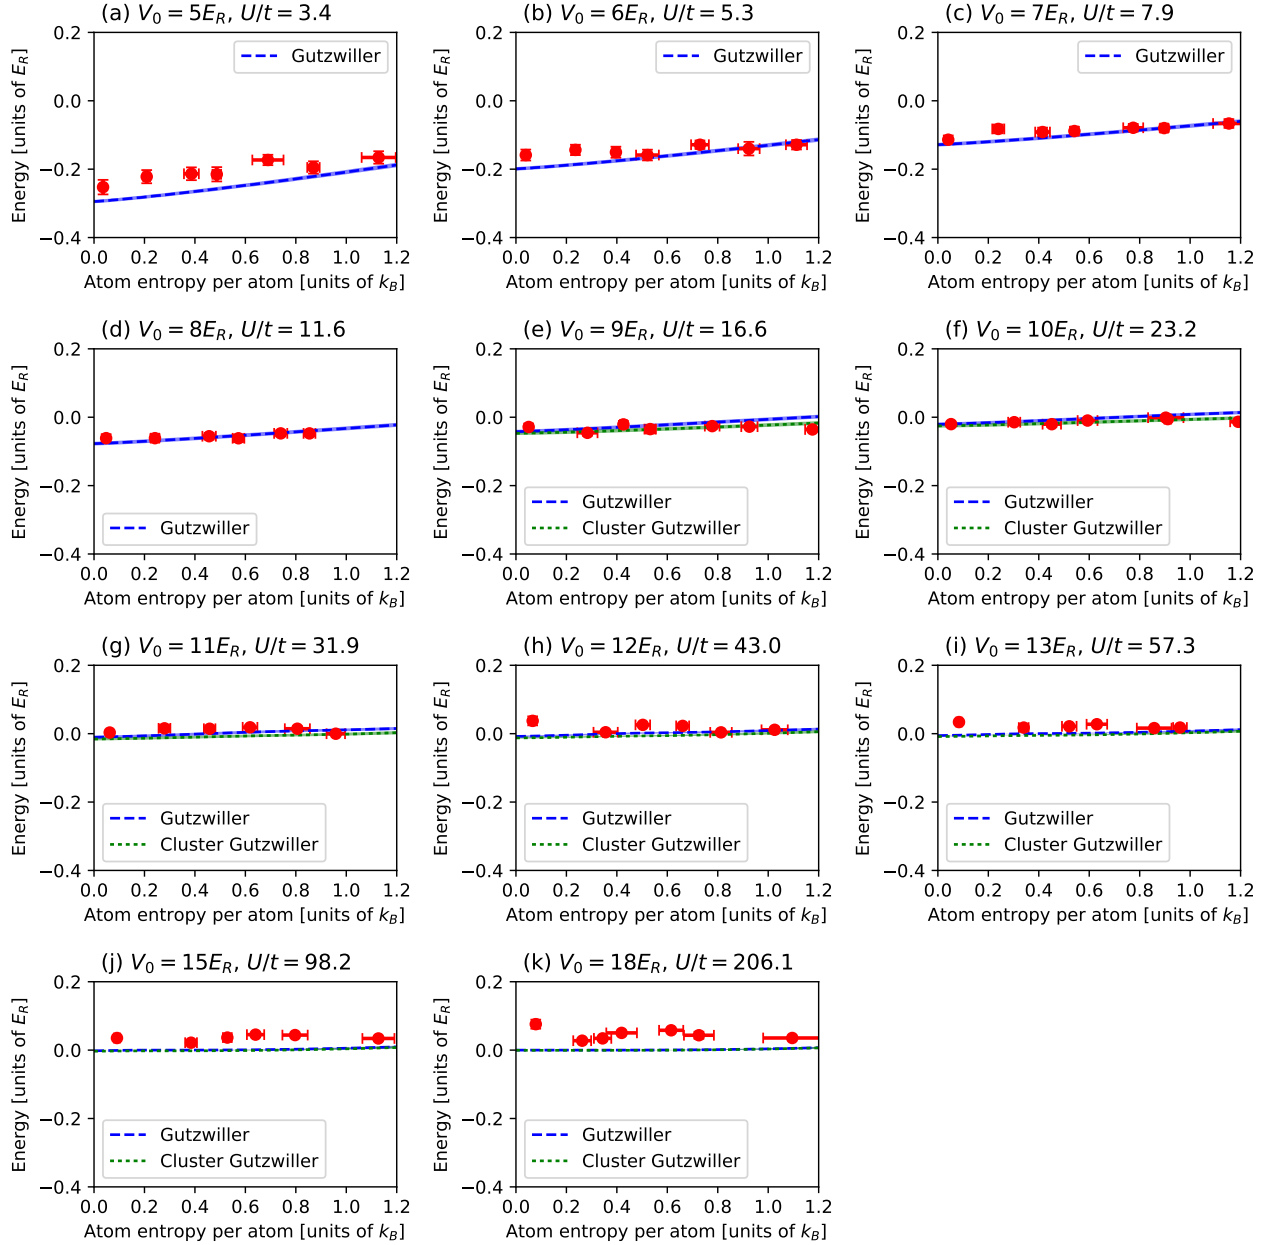 (a) V₀ = 5E_R, U/t = 3.4
Energy [units of E_R]
0.2
0.0
−0.2
−0.4
Gutzwiller
0.0 0.2 0.4 0.6 0.8 1.0 1.2
Atom entropy per atom [units of k_B]
(b) V₀ = 6E_R, U/t = 5.3
Energy [units of E_R]
0.2
0.0
−0.2
−0.4
Gutzwiller
0.0 0.2 0.4 0.6 0.8 1.0 1.2
Atom entropy per atom [units of k_B]
(c) V₀ = 7E_R, U/t = 7.9
Energy [units of E_R]
0.2
0.0
−0.2
−0.4
Gutzwiller
0.0 0.2 0.4 0.6 0.8 1.0 1.2
Atom entropy per atom [units of k_B]
(d) V₀ = 8E_R, U/t = 11.6
Energy [units of E_R]
0.2
0.0
−0.2
−0.4
Gutzwiller
0.0 0.2 0.4 0.6 0.8 1.0 1.2
Atom entropy per atom [units of k_B]
(e) V₀ = 9E_R, U/t = 16.6
Energy [units of E_R]
0.2
0.0
−0.2
−0.4
Gutzwiller
Cluster Gutzwiller
0.0 0.2 0.4 0.6 0.8 1.0 1.2
Atom entropy per atom [units of k_B]
(f) V₀ = 10E_R, U/t = 23.2
Energy [units of E_R]
0.2
0.0
−0.2
−0.4
Gutzwiller
Cluster Gutzwiller
0.0 0.2 0.4 0.6 0.8 1.0 1.2
Atom entropy per atom [units of k_B]
(g) V₀ = 11E_R, U/t = 31.9
Energy [units of E_R]
0.2
0.0
−0.2
−0.4
Gutzwiller
Cluster Gutzwiller
0.0 0.2 0.4 0.6 0.8 1.0 1.2
Atom entropy per atom [units of k_B]
(h) V₀ = 12E_R, U/t = 43.0
Energy [units of E_R]
0.2
0.0
−0.2
−0.4
Gutzwiller
Cluster Gutzwiller
0.0 0.2 0.4 0.6 0.8 1.0 1.2
Atom entropy per atom [units of k_B]
(i) V₀ = 13E_R, U/t = 57.3
Energy [units of E_R]
0.2
0.0
−0.2
−0.4
Gutzwiller
Cluster Gutzwiller
0.0 0.2 0.4 0.6 0.8 1.0 1.2
Atom entropy per atom [units of k_B]
(j) V₀ = 15E_R, U/t = 98.2
Energy [units of E_R]
0.2
0.0
−0.2
−0.4
Gutzwiller
Cluster Gutzwiller
0.0 0.2 0.4 0.6 0.8 1.0 1.2
Atom entropy per atom [units of k_B]
(k) V₀ = 18E_R, U/t = 206.1
Energy [units of E_R]
0.2
0.0
−0.2
−0.4
Gutzwiller
Cluster Gutzwiller
0.0 0.2 0.4 0.6 0.8 1.0 1.2
Atom entropy per atom [units of k_B]